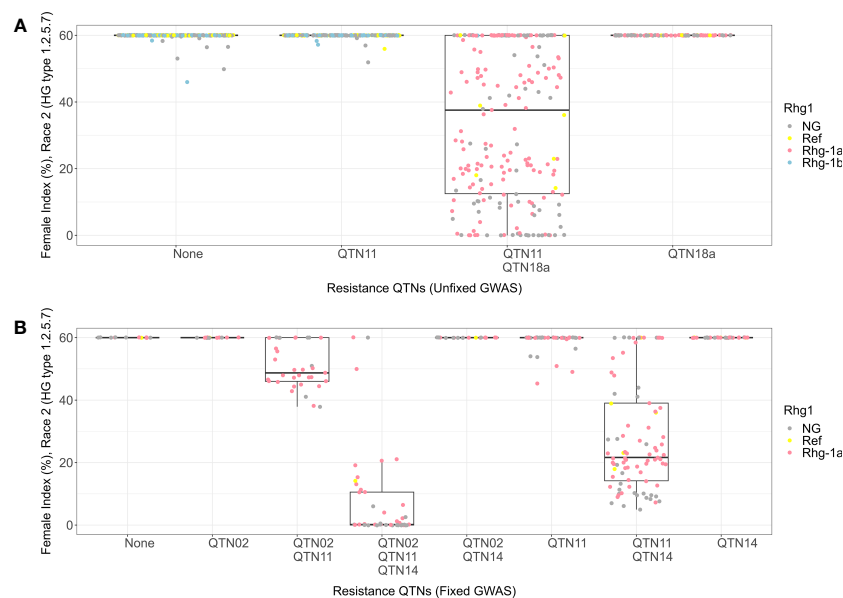 A
Female Index (%), Race 2 (HG type 1.2.5.7)
60
40
20
0
None
QTN11
QTN11
QTN18a
QTN18a
Resistance QTNs (Unfixed GWAS)
Rhg1
NG
Ref
Rhg-1a
Rhg-1b
B
Female Index (%), Race 2 (HG type 1.2.5.7)
60
40
20
0
None
QTN02
QTN02
QTN11
QTN02
QTN11
QTN14
QTN02
QTN14
QTN11
QTN11
QTN14
QTN14
Resistance QTNs (Fixed GWAS)
Rhg1
NG
Ref
Rhg-1a